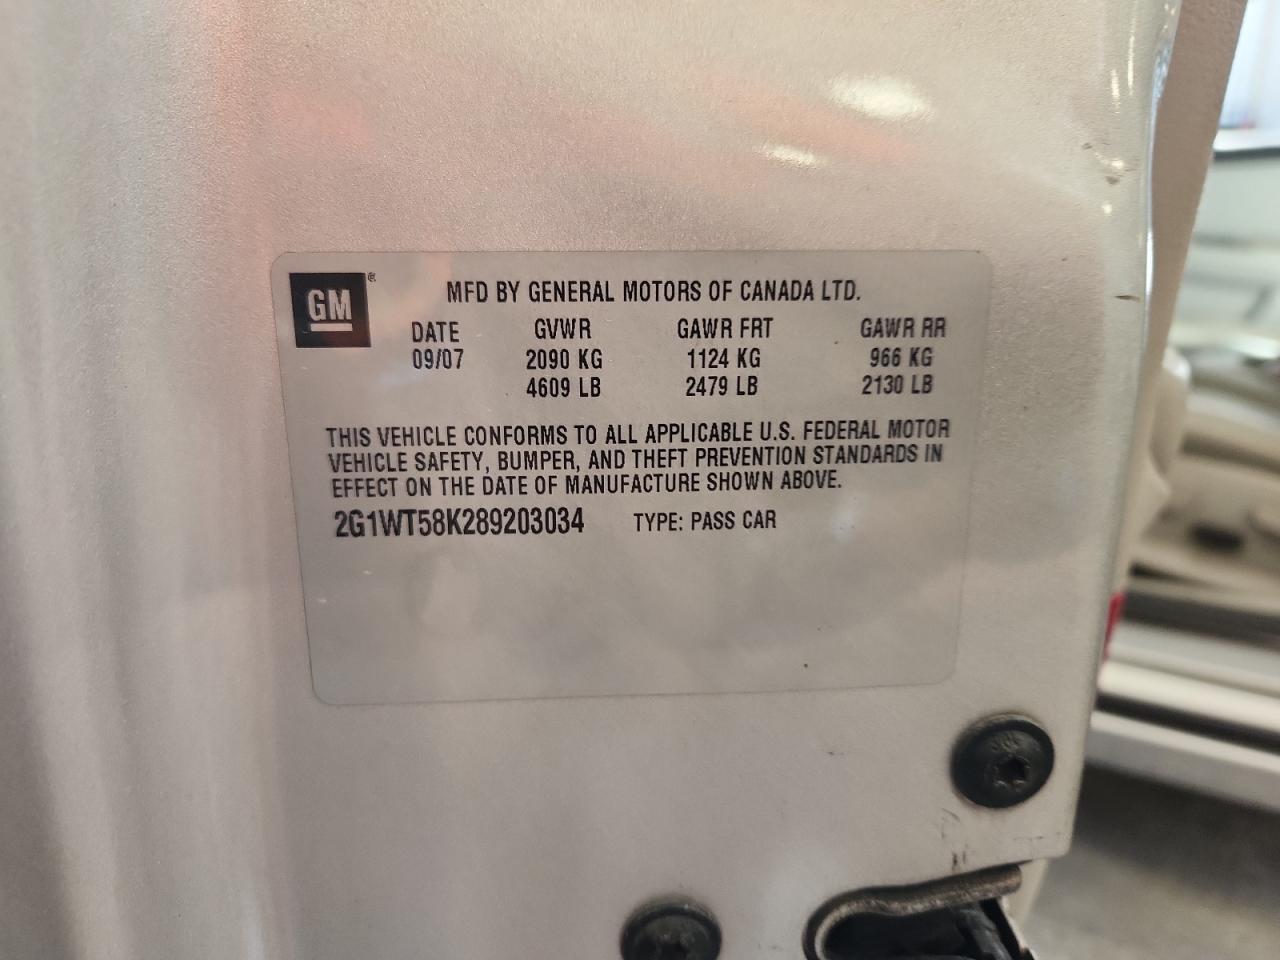 GM®
MFD BY GENERAL MOTORS OF CANADA LTD.
DATE GVWR GAWR FRT GAWR RR
09/07 2090 KG 1124 KG 966 KG
4609 LB 2479 LB 2130 LB
THIS VEHICLE CONFORMS TO ALL APPLICABLE U.S. FEDERAL MOTOR
VEHICLE SAFETY, BUMPER, AND THEFT PREVENTION STANDARDS IN
EFFECT ON THE DATE OF MANUFACTURE SHOWN ABOVE.
2G1WT58K289203034 TYPE: PASS CAR